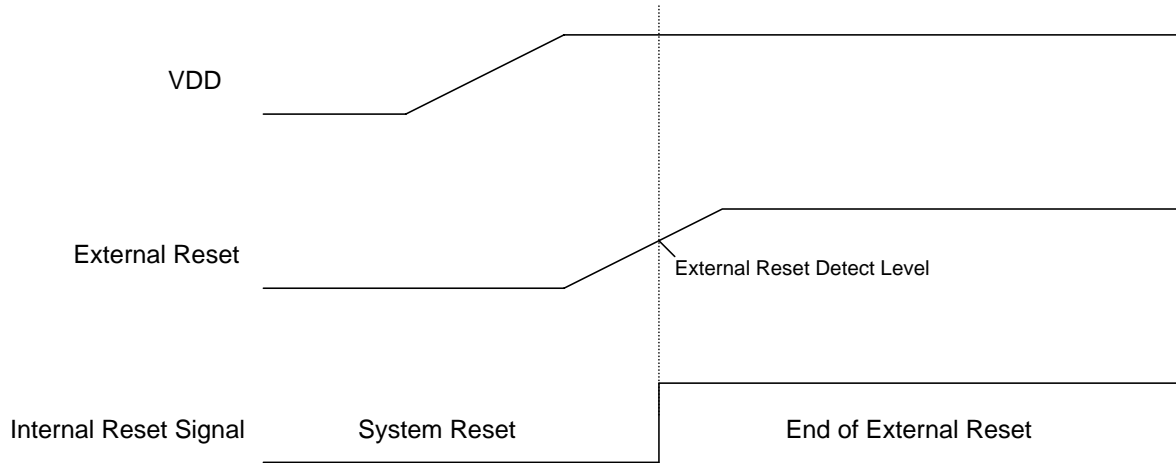 VDD
External Reset
External Reset Detect Level
Internal Reset Signal
System Reset
End of External Reset